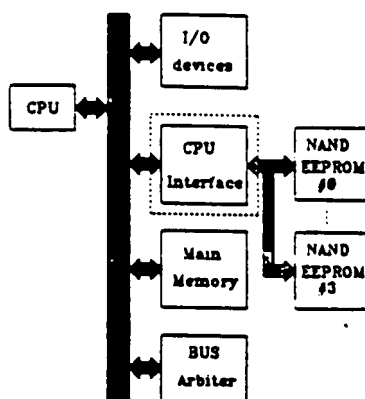 I/O
devices
CPU
CPU
Interface
NAND
EEPROM
#0
Main
Memory
NAND
EEPROM
#3
BUS
Arbiter